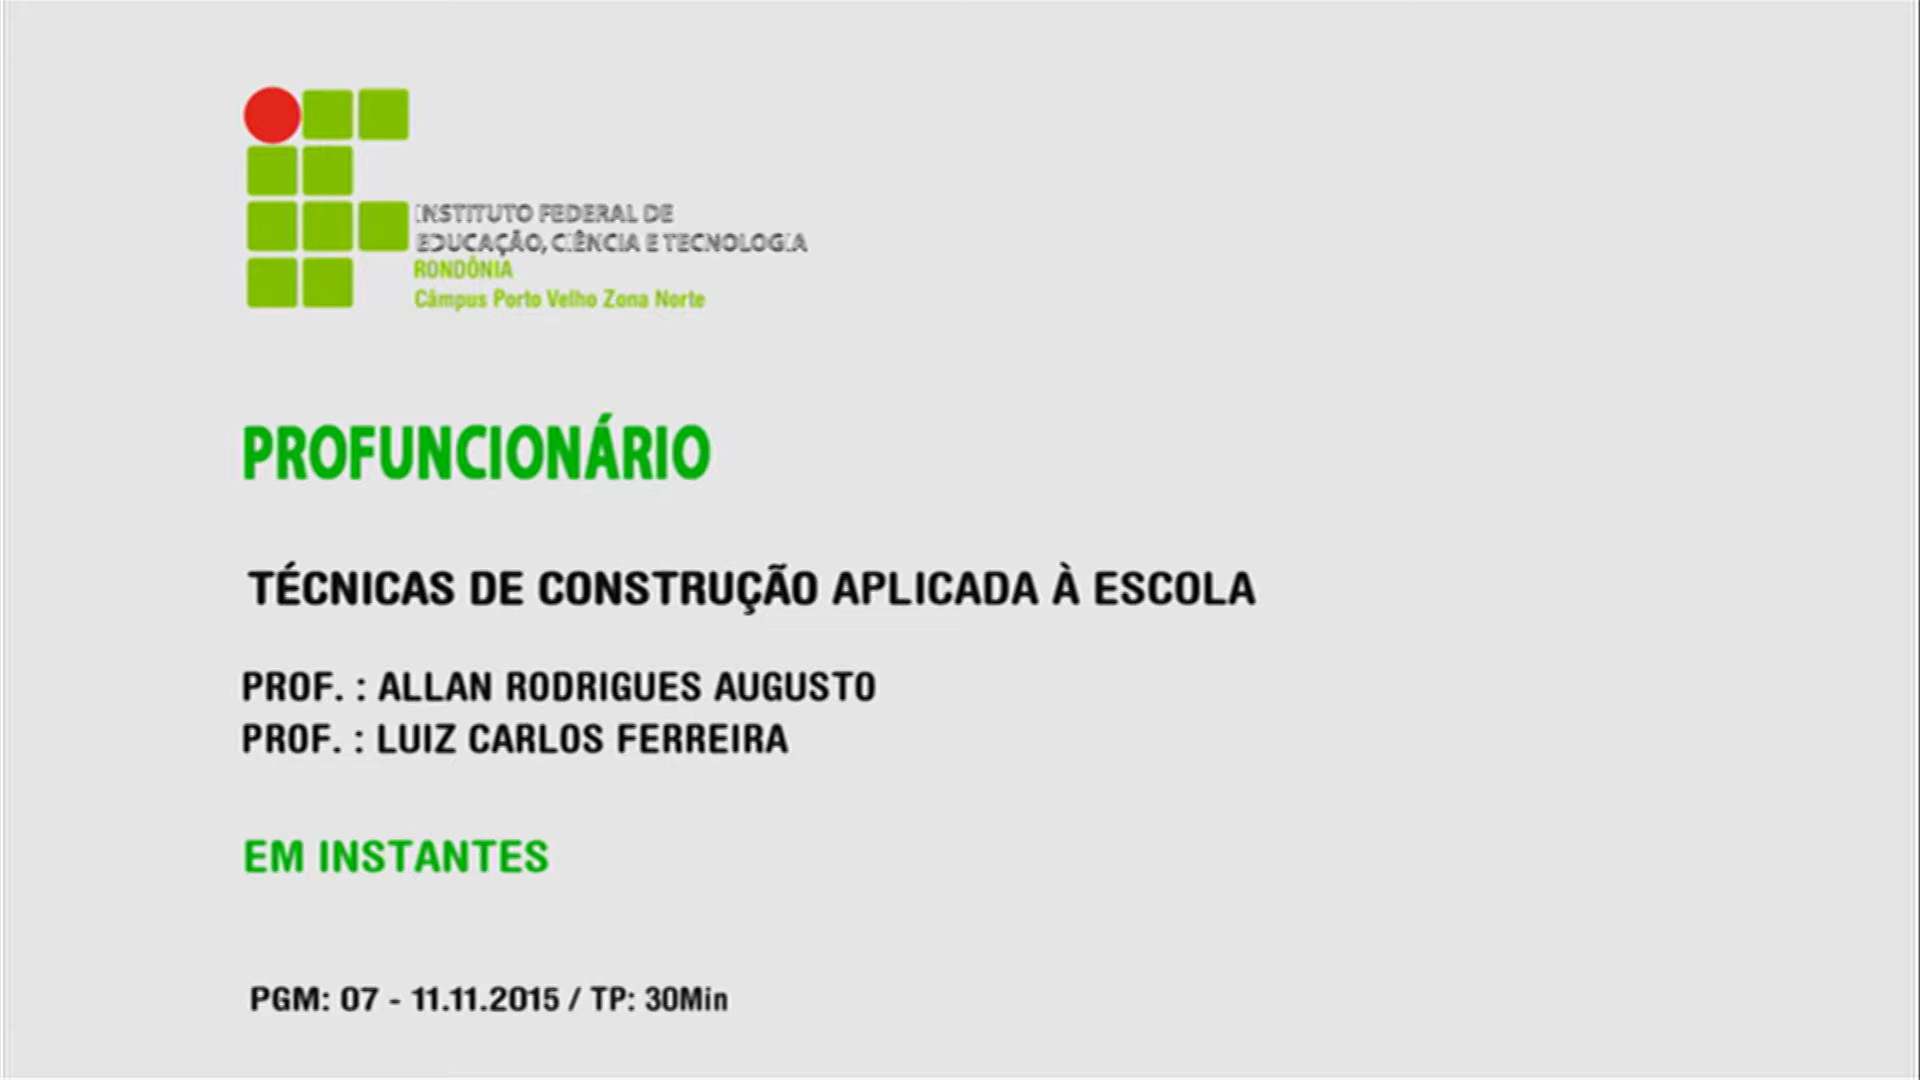 INSTITUTO FEDERAL DE
EDUCAÇÃO, CIÊNCIA E TECNOLOGIA
RONDÔNIA
Câmpus Porto Velho Zona Norte
PROFUNCIONÁRIO
TÉCNICAS DE CONSTRUÇÃO APLICADA À ESCOLA
PROF. : ALLAN RODRIGUES AUGUSTO
PROF. : LUIZ CARLOS FERREIRA
EM INSTANTES
PGM: 07 - 11.11.2015 / TP: 30Min